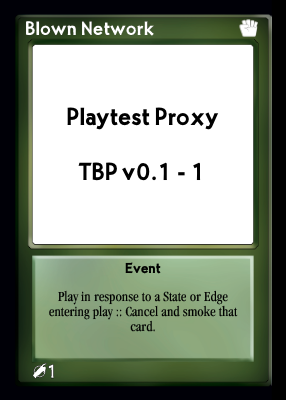 Blown Network
Playtest Proxy
TBP v0.1 - 1
Event
Play in response to a State or Edge
entering play :: Cancel and smoke that
card.
1